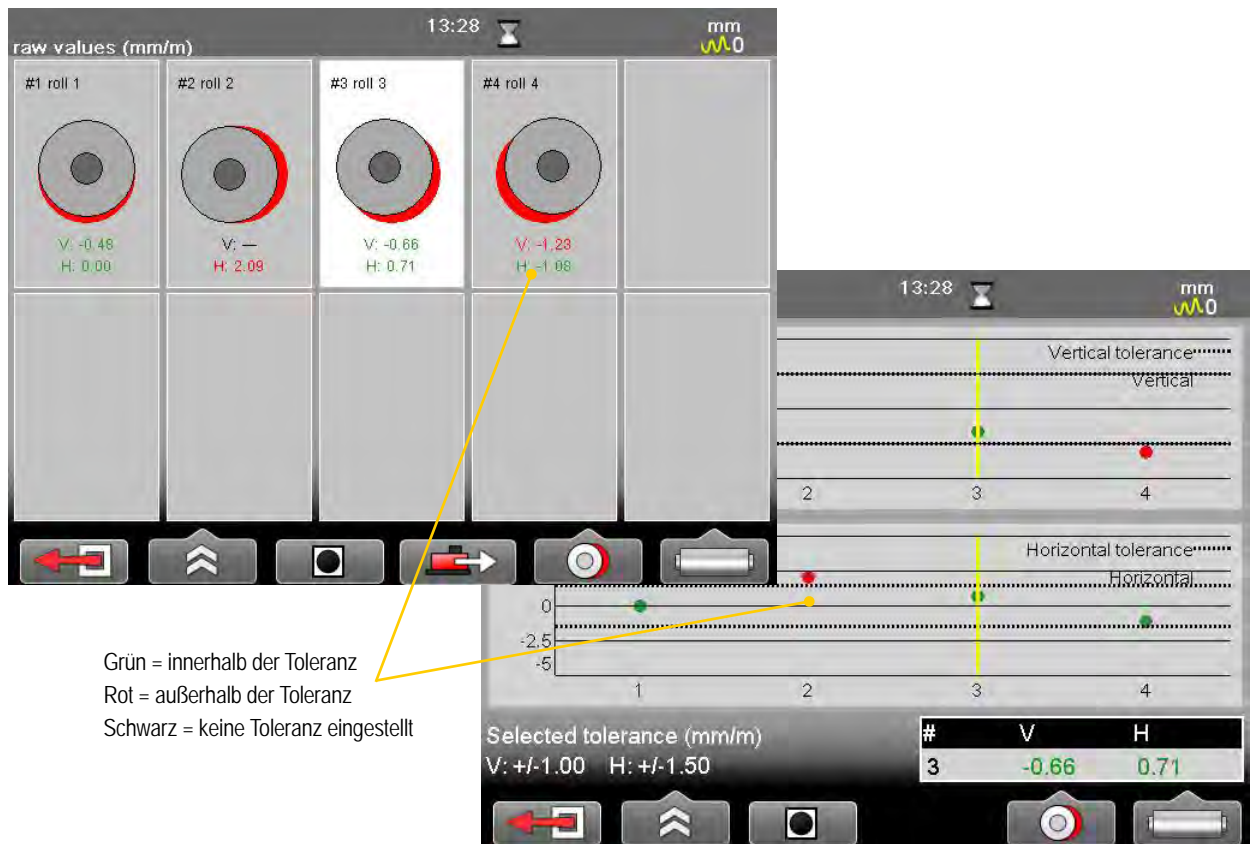 13:28
mm
0
raw values (mm/m)
#1 roll 1
#2 roll 2
#3 roll 3
#4 roll 4
V: -0.48
H: 0.00
V: —
H: 2.09
V: -0.66
H: 0.71
V: -1.23
H: -1.08
13:28
mm
0
Vertical tolerance
Vertical
2
3
4
Horizontal tolerance
Horizontal
0
-2.5
-5
1
2
3
4
Grün = innerhalb der Toleranz
Rot = außerhalb der Toleranz
Schwarz = keine Toleranz eingestellt
Selected tolerance (mm/m)
V: +/-1.00 H: +/-1.50
# V H
3 -0.66 0.71